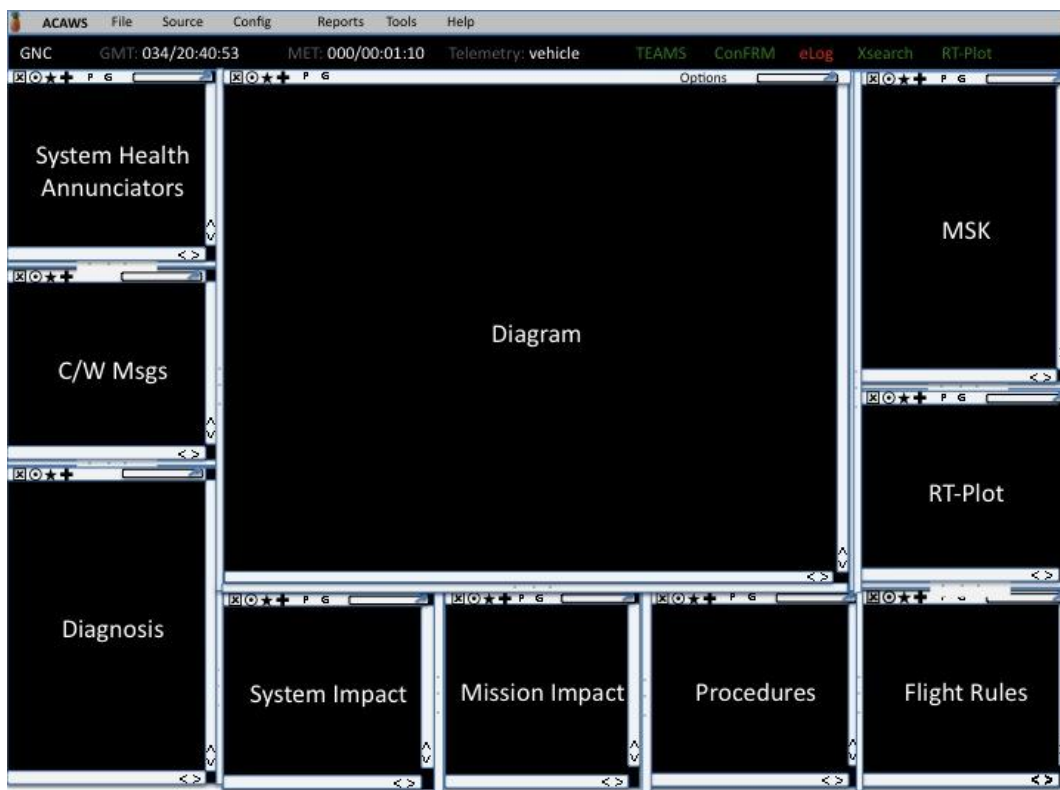 ACAWS File Source Config Reports Tools Help
GNC GMT: 034/20:40:53 MET: 000/00:01:10 Telemetry: vehicle TEAMS ConFRM eLog Xsearch RT-Plot
P G
P G Options
P G
System Health
Annunciators
MSK
Diagram
C/W Msgs
P G
RT-Plot
Diagnosis
P G
P G
P G
System Impact
Mission Impact
Procedures
Flight Rules